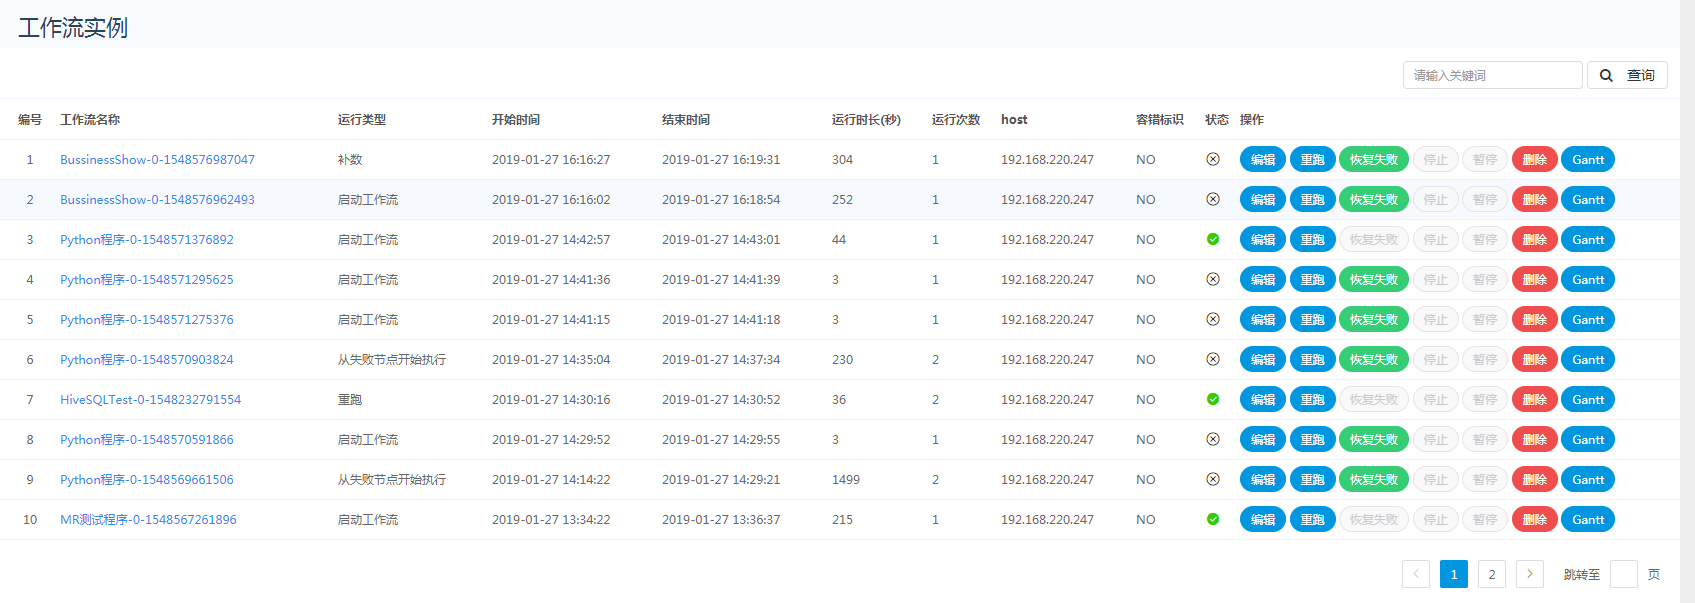 工作流实例
请输入关键词 查询
编号 工作流名称 运行类型 开始时间 结束时间 运行时长(秒) 运行次数 host 容错标识 状态 操作
1 BussinessShow-0-1548576987047 补数 2019-01-27 16:16:27 2019-01-27 16:19:31 304 1 192.168.220.247 NO 编辑 重跑 恢复失败 停止 暂停 删除 Gantt
2 BussinessShow-0-1548576962493 启动工作流 2019-01-27 16:16:02 2019-01-27 16:18:54 252 1 192.168.220.247 NO 编辑 重跑 恢复失败 停止 暂停 删除 Gantt
3 Python程序-0-1548571376892 启动工作流 2019-01-27 14:42:57 2019-01-27 14:43:01 44 1 192.168.220.247 NO 编辑 重跑 恢复失败 停止 暂停 删除 Gantt
4 Python程序-0-1548571295625 启动工作流 2019-01-27 14:41:36 2019-01-27 14:41:39 3 1 192.168.220.247 NO 编辑 重跑 恢复失败 停止 暂停 删除 Gantt
5 Python程序-0-1548571275376 启动工作流 2019-01-27 14:41:15 2019-01-27 14:41:18 3 1 192.168.220.247 NO 编辑 重跑 恢复失败 停止 暂停 删除 Gantt
6 Python程序-0-1548570903824 从失败节点开始执行 2019-01-27 14:35:04 2019-01-27 14:37:34 230 2 192.168.220.247 NO 编辑 重跑 恢复失败 停止 暂停 删除 Gantt
7 HiveSQLTest-0-1548232791554 重跑 2019-01-27 14:30:16 2019-01-27 14:30:52 36 2 192.168.220.247 NO 编辑 重跑 恢复失败 停止 暂停 删除 Gantt
8 Python程序-0-1548570591866 启动工作流 2019-01-27 14:29:52 2019-01-27 14:29:55 3 1 192.168.220.247 NO 编辑 重跑 恢复失败 停止 暂停 删除 Gantt
9 Python程序-0-1548569661506 从失败节点开始执行 2019-01-27 14:14:22 2019-01-27 14:29:21 1499 2 192.168.220.247 NO 编辑 重跑 恢复失败 停止 暂停 删除 Gantt
10 MR测试程序-0-1548567261896 启动工作流 2019-01-27 13:34:22 2019-01-27 13:36:37 215 1 192.168.220.247 NO 编辑 重跑 恢复失败 停止 暂停 删除 Gantt
< 1 2 > 跳转至 页